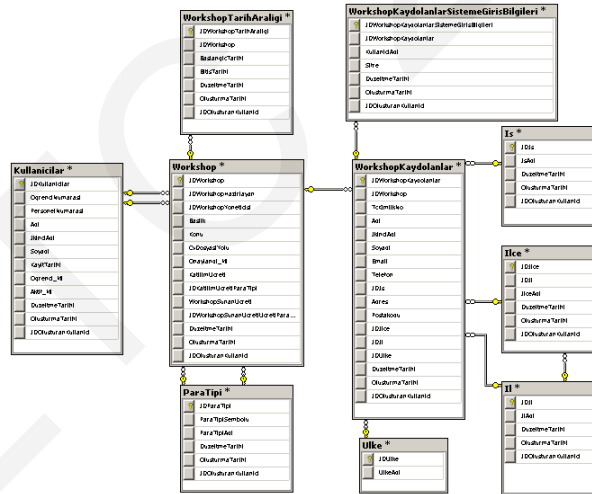 WorkshopTarihAraligi *
IDWorkshopTarihAraligi
IDWorkshop
BaslangicTarihi
BitisTarihi
DuzeltmeTarihi
OlusturmaTarihi
IDOlusturanKullanici
WorkshopKaydolanlarSistemeGirisBilgileri *
IDWorkshopKaydolanlarSistemeGirisBilgileri
IDWorkshopKaydolanlar
KullaniciAdi
Sifre
DuzeltmeTarihi
OlusturmaTarihi
IDOlusturanKullanici
Kullanicilar *
IDKullanicilar
OgrenciNumarasi
PersonelNumarasi
Adi
IkinciAdi
Soyadi
KayitTarihi
Ogrenci_Mi
Aktif_Mi
DuzeltmeTarihi
OlusturmaTarihi
IDOlusturanKullanici
Workshop *
IDWorkshop
IDWorkshopHazirlayan
IDWorkshopYoneticisi
Baslik
Konu
CvDosyasiYolu
Onaylandi_Mi
KatilimUcreti
IDKatilimUcretiParaTipi
WorkshopSunanUcreti
IDWorkshopSunanUcretiUcretiPara ...
DuzeltmeTarihi
OlusturmaTarihi
IDOlusturanKullanici
WorkshopKaydolanlar *
IDWorkshopKaydolanlar
IDWorkshop
TcKimlikNo
Adi
IkinciAdi
Soyadi
Email
Telefon
IDIs
Adres
PostaKodu
IDIlce
IDIl
IDUlke
DuzeltmeTarihi
OlusturmaTarihi
IDOlusturanKullanici
Is *
IDIs
IsAdi
DuzeltmeTarihi
OlusturmaTarihi
IDOlusturanKullanici
Ilce *
IDIlce
IDIl
IlceAdi
DuzeltmeTarihi
OlusturmaTarihi
IDOlusturanKullanici
Il *
IDIl
IlAdi
DuzeltmeTarihi
OlusturmaTarihi
IDOlusturanKullanici
ParaTipi *
IDParaTipi
ParaTipiSembolu
ParaTipiAdi
DuzeltmeTarihi
OlusturmaTarihi
IDOlusturanKullanici
Ulke *
IDUlke
UlkeAdi